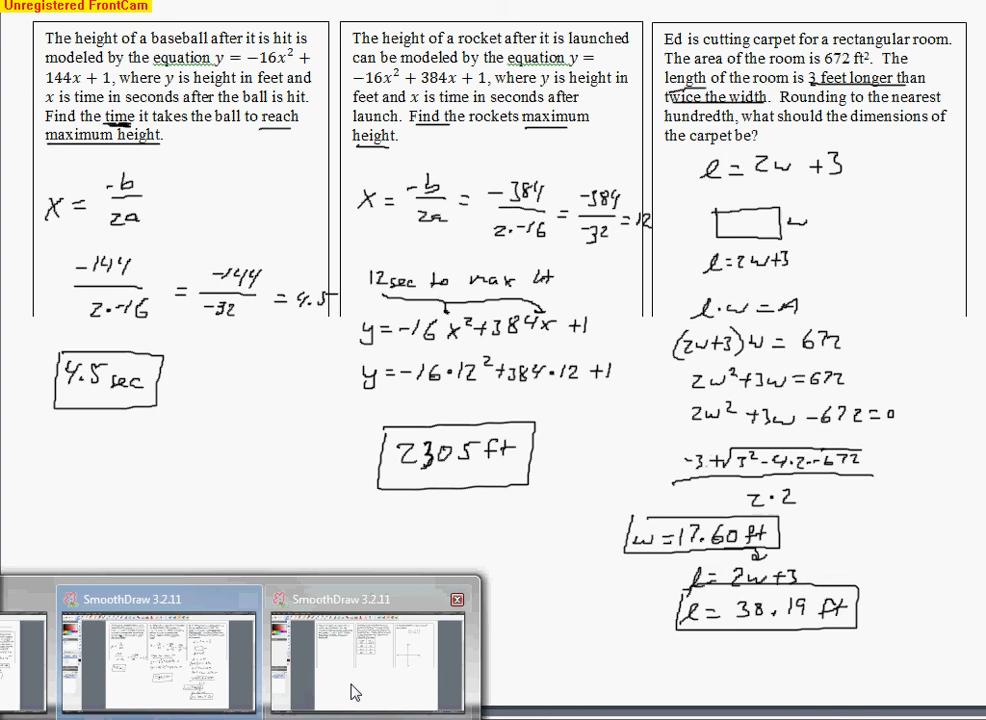 Unregistered FrontCam
The height of a baseball after it is hit is
modeled by the equation y = −16x² +
144x + 1, where y is height in feet and
x is time in seconds after the ball is hit.
Find the time it takes the ball to reach
maximum height.
x = -b/2a
-144/2·-16 = -144/-32 = 4.5
4.5 sec
The height of a rocket after it is launched
can be modeled by the equation y =
−16x² + 384x + 1, where y is height in
feet and x is time in seconds after
launch. Find the rockets maximum
height.
x = -b/2a = -384/2·-16 = -384/-32 = 12
12sec to max ht
y = -16x²+384x +1
y = -16·12²+384·12 +1
2305 ft
Ed is cutting carpet for a rectangular room.
The area of the room is 672 ft². The
length of the room is 3 feet longer than
twice the width. Rounding to the nearest
hundredth, what should the dimensions of
the carpet be?
l = 2w +3
w
l = 2w+3
l·w = A
(2w+3)w = 672
2w²+3w=672
2w² +3w -672=0
-3+√3²-4·2·-672
2·2
w=17.60 ft
l= 2w+3
l= 38.19 ft
SmoothDraw 3.2.11
SmoothDraw 3.2.11